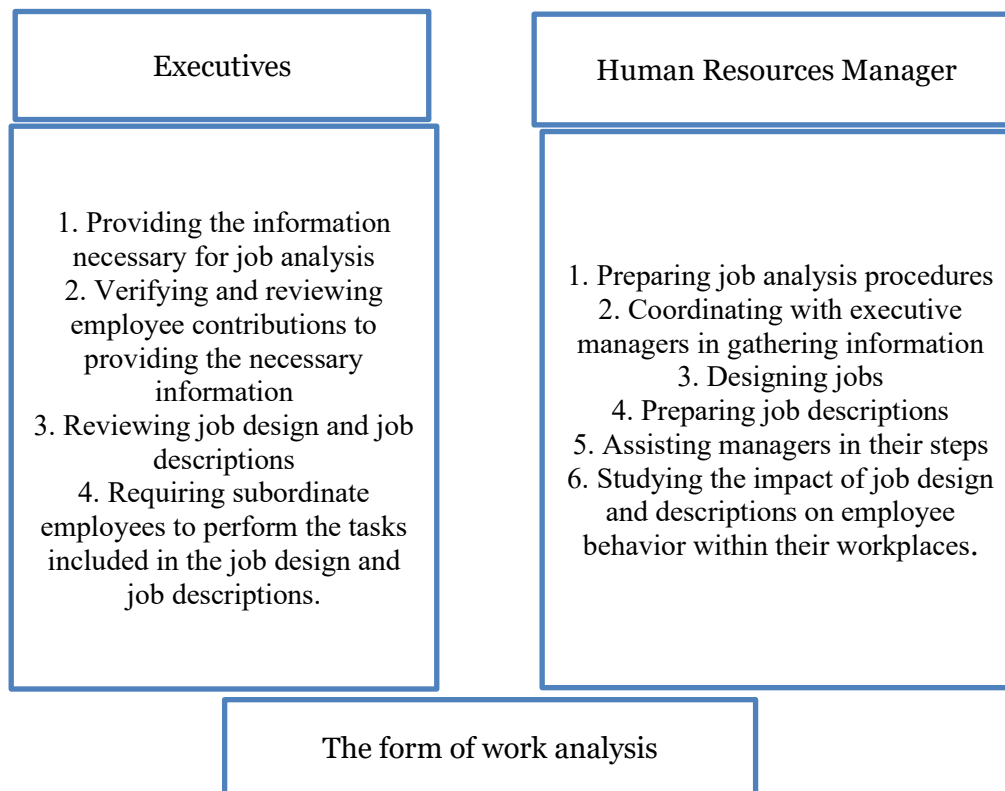 Executives
1. Providing the information
necessary for job analysis
2. Verifying and reviewing
employee contributions to
providing the necessary
information
3. Reviewing job design and job
descriptions
4. Requiring subordinate
employees to perform the tasks
included in the job design and
job descriptions.
Human Resources Manager
1. Preparing job analysis procedures
2. Coordinating with executive
managers in gathering information
3. Designing jobs
4. Preparing job descriptions
5. Assisting managers in their steps
6. Studying the impact of job design
and descriptions on employee
behavior within their workplaces.
The form of work analysis